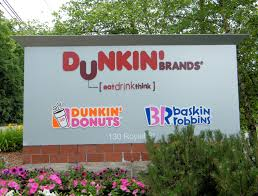 DUNKIN' BRANDS'
[eatdrinkthink]
DUNKIN' DONUTS
BR baskin robbins
130 Royall